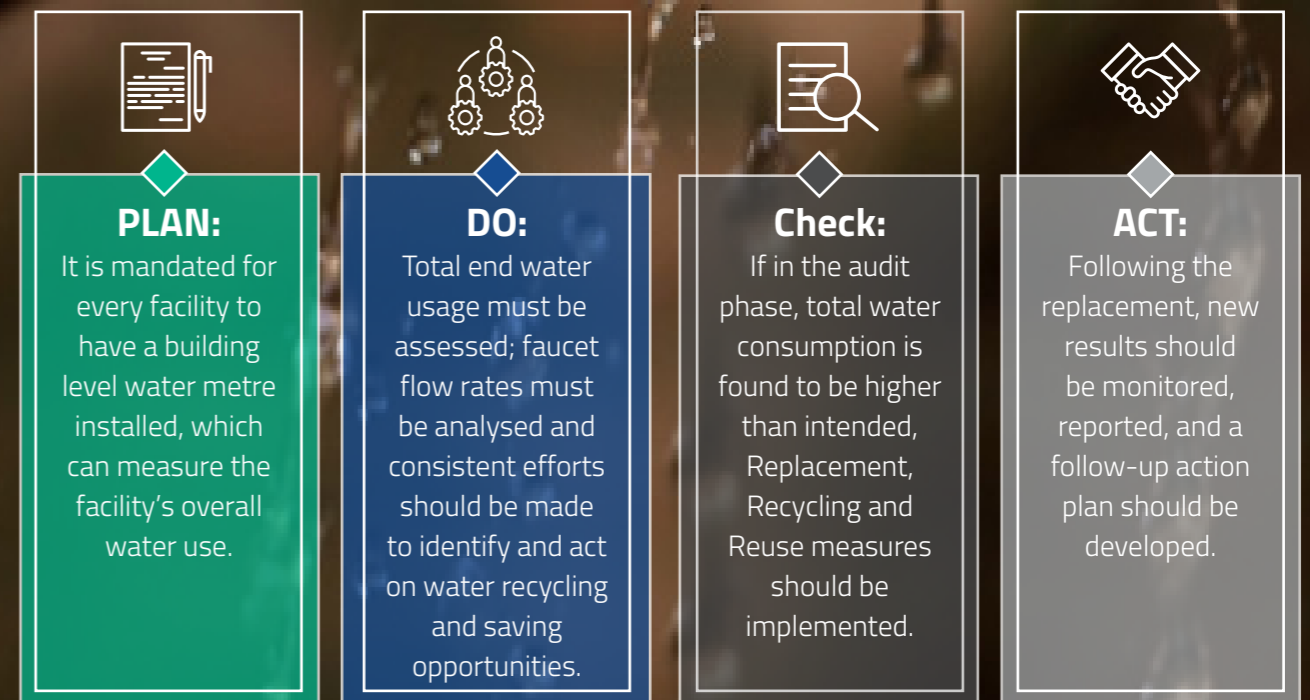 PLAN:
It is mandated for
every facility to
have a building
level water metre
installed, which
can measure the
facility's overall
water use.
DO:
Total end water
usage must be
assessed; faucet
flow rates must
be analysed and
consistent efforts
should be made
to identify and act
on water recycling
and saving
opportunities.
Check:
If in the audit
phase, total water
consumption is
found to be higher
than intended,
Replacement,
Recycling and
Reuse measures
should be
implemented.
ACT:
Following the
replacement, new
results should
be monitored,
reported, and a
follow-up action
plan should be
developed.